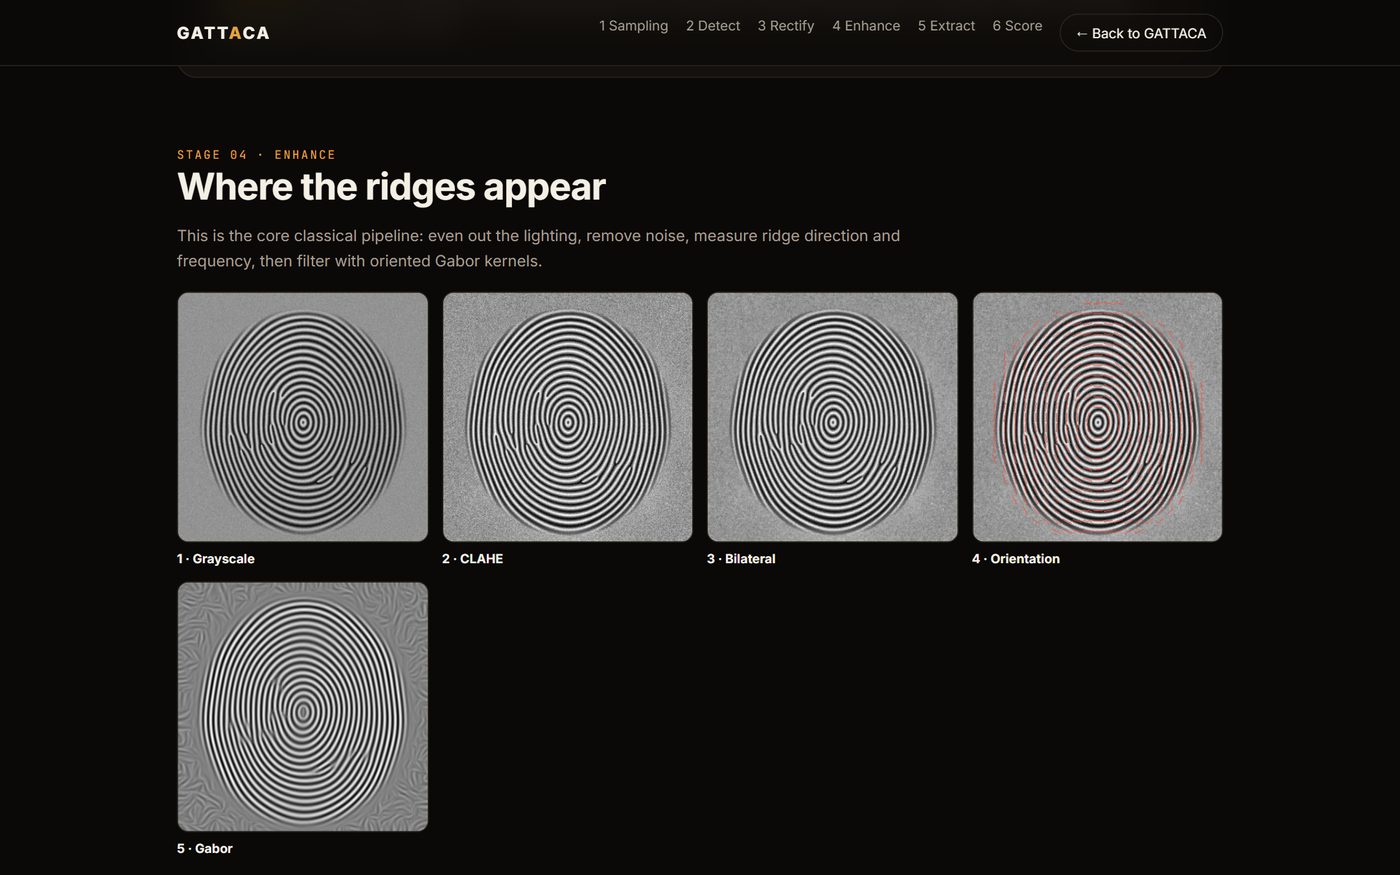 GATTACA
1 Sampling
2 Detect
3 Rectify
4 Enhance
5 Extract
6 Score
← Back to GATTACA
STAGE 04 · ENHANCE
Where the ridges appear
This is the core classical pipeline: even out the lighting, remove noise, measure ridge direction and
frequency, then filter with oriented Gabor kernels.
1 · Grayscale
2 · CLAHE
3 · Bilateral
4 · Orientation
5 · Gabor